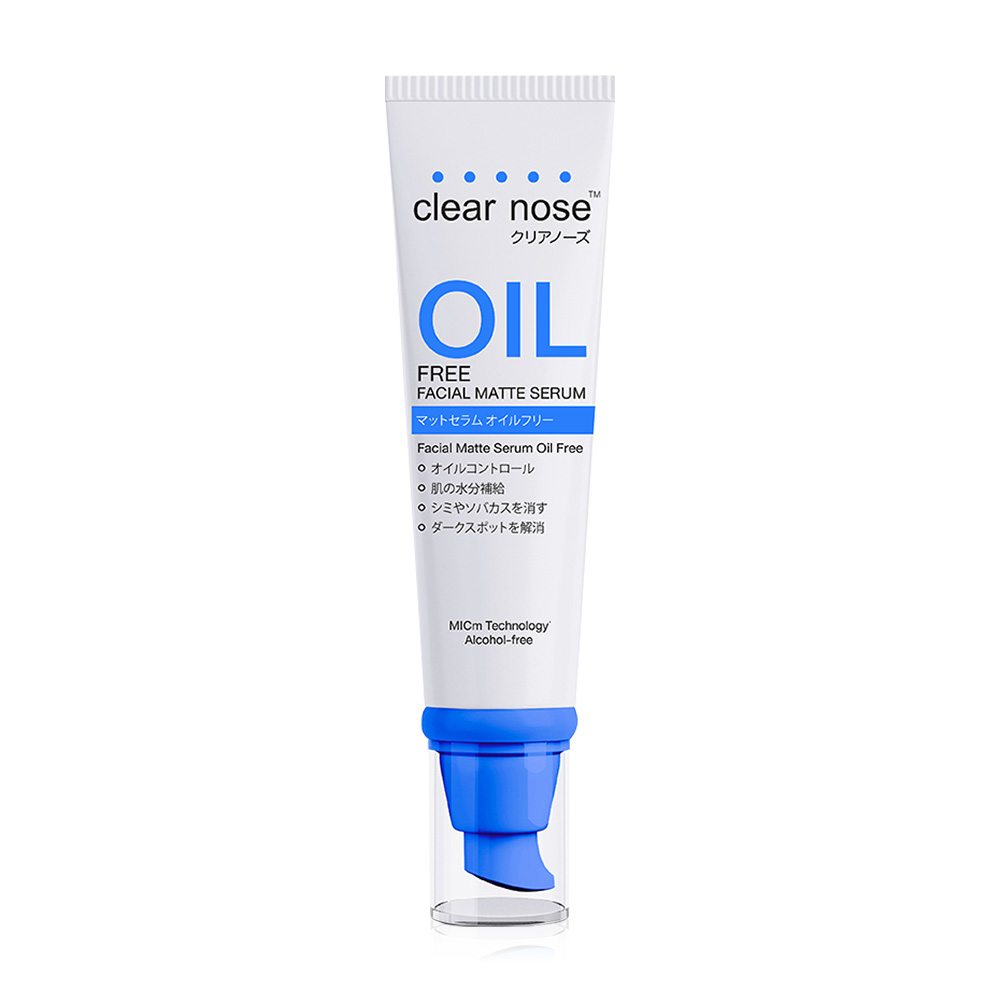 clear nose™
クリアノーズ
OIL
FREE
FACIAL MATTE SERUM
マットセラム オイルフリー
Facial Matte Serum Oil Free
オイルコントロール
肌の水分補給
シミやソバカスを消す
ダークスポットを解消
MICm Technology*
Alcohol-free